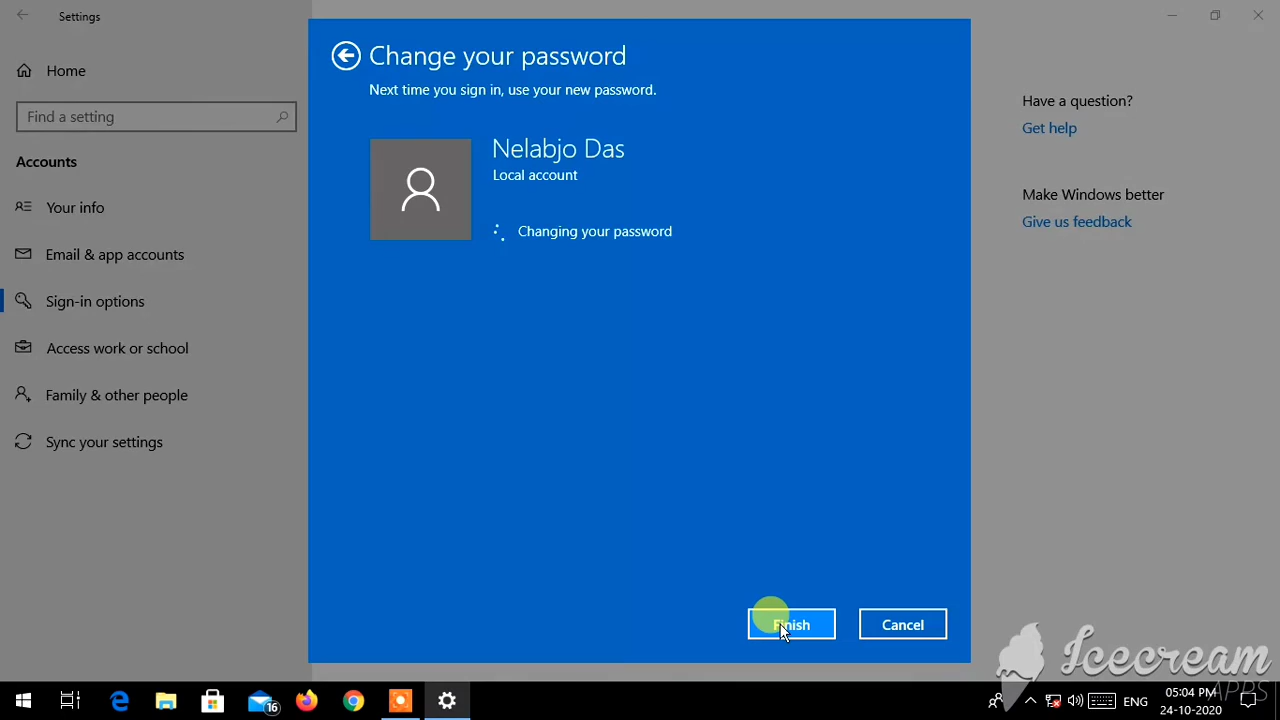 Settings
Home
Find a setting
Accounts
Your info
Email & app accounts
Sign-in options
Access work or school
Family & other people
Sync your settings
Change your password
Next time you sign in, use your new password.
Nelabjo Das
Local account
Changing your password
Finish
Cancel
Have a question?
Get help
Make Windows better
Give us feedback
Icecream
APPS
16
ENG
05:04 PM
24-10-2020